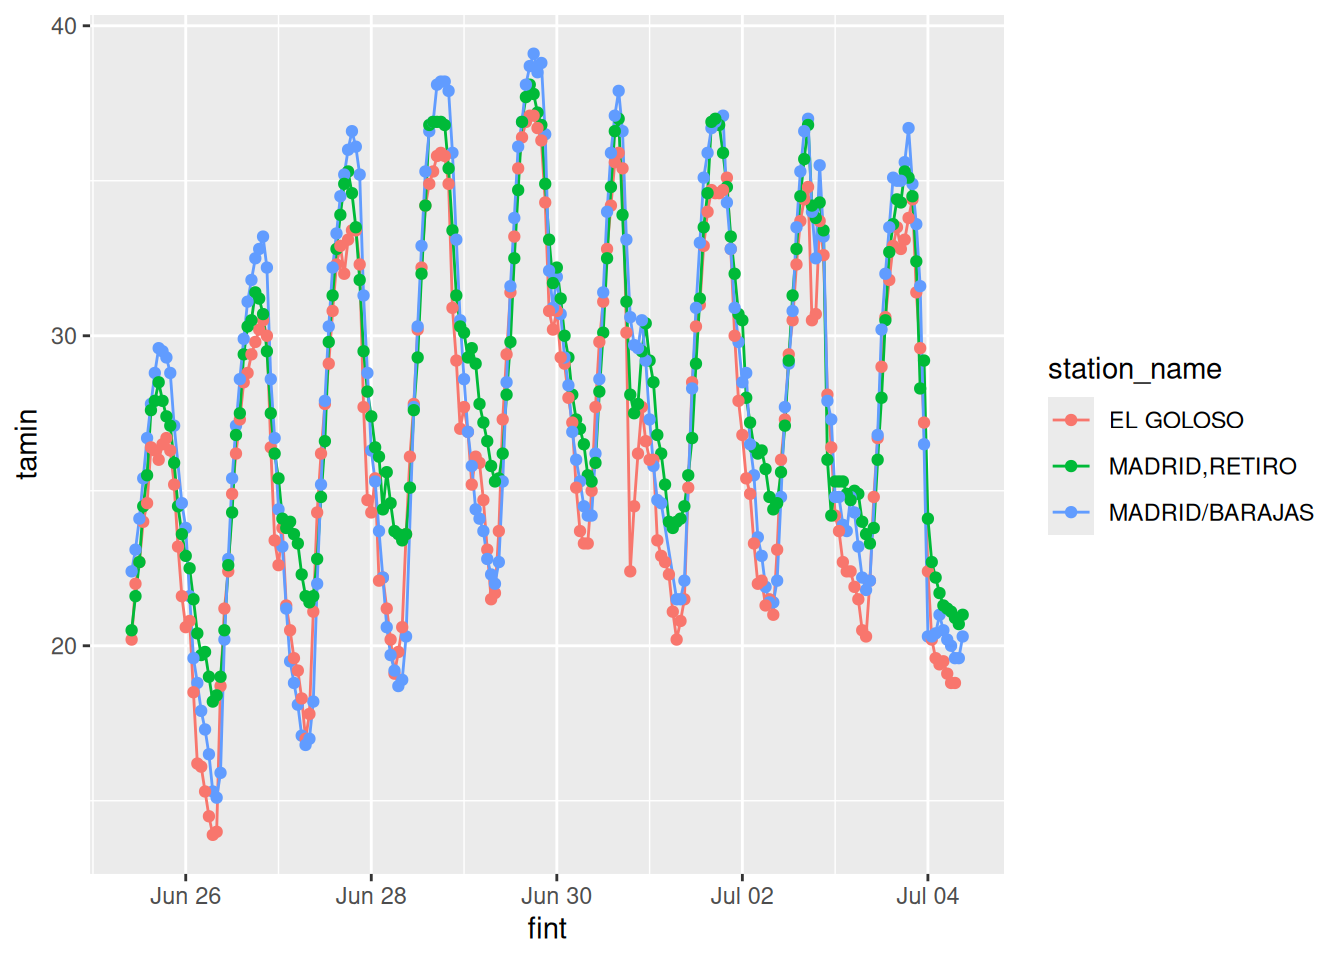 40
30
20
tamin
Jun 26
Jun 28
Jun 30
Jul 02
Jul 04
fint
station_name
EL GOLOSO
MADRID,RETIRO
MADRID/BARAJAS